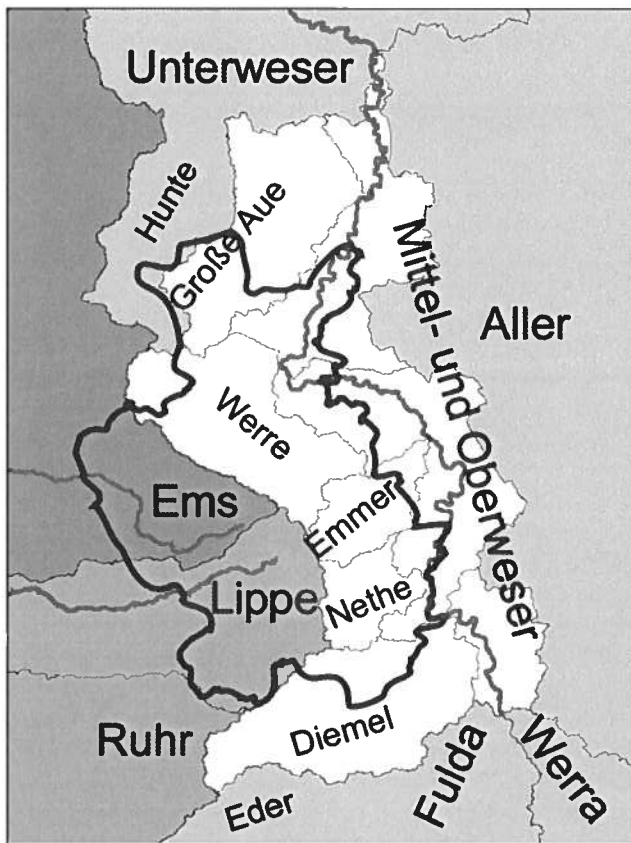 Unterweser
Hunte
Große Aue
Mittel- und Oberweser
Aller
Werre
Ems
Emmer
Lippe
Nethe
Ruhr
Diemel
Eder
Fulda
Werra